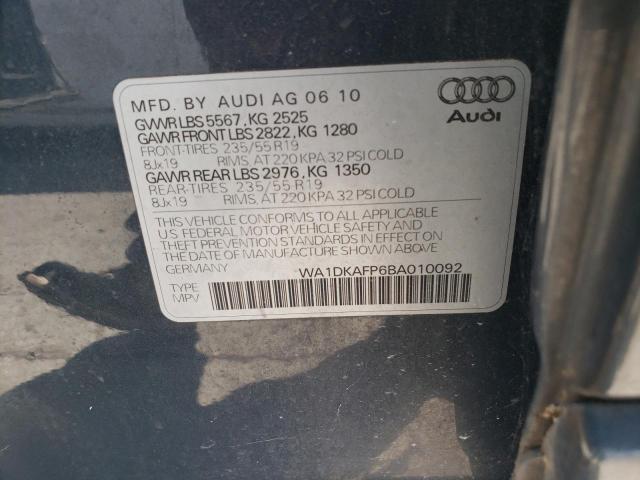 MFD. BY AUDI AG 06 10
GVWR LBS 5567, KG 2525
GAWR FRONT LBS 2822, KG 1280
FRONT-TIRES 235/55 R19
8Jx19 RIMS, AT 220 KPA 32 PSI COLD
GAWR REAR LBS 2976, KG 1350
REAR-TIRES 235/55 R19
8Jx19 RIMS, AT 220 KPA 32 PSI COLD
THIS VEHICLE CONFORMS TO ALL APPLICABLE
U.S FEDERAL MOTOR VEHICLE SAFETY AND
THEFT PREVENTION STANDARDS IN EFFECT ON
THE DATE OF MANUFACTURE SHOWN ABOVE.
GERMANY WA1DKAFP6BA010092
TYPE
MPV
Audi